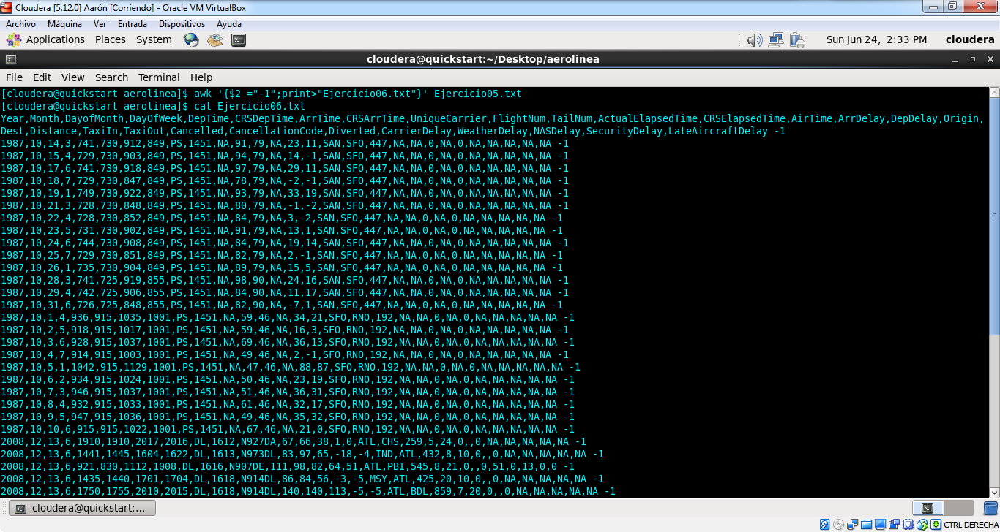 Cloudera [5.12.0] Aarón [Corriendo] - Oracle VM VirtualBox
Archivo Máquina Ver Entrada Dispositivos Ayuda
Applications Places System Sun Jun 24, 2:33 PM cloudera
cloudera@quickstart:~/Desktop/aerolinea
File Edit View Search Terminal Help
[cloudera@quickstart aerolinea]$ awk '{$2 ="-1";print>"Ejercicio06.txt"}' Ejercicio05.txt
[cloudera@quickstart aerolinea]$ cat Ejercicio06.txt
Year,Month,DayofMonth,DayOfWeek,DepTime,CRSDepTime,ArrTime,CRSArrTime,UniqueCarrier,FlightNum,TailNum,ActualElapsedTime,CRSElapsedTime,AirTime,ArrDelay,DepDelay,Origin,
Dest,Distance,TaxiIn,TaxiOut,Cancelled,CancellationCode,Diverted,CarrierDelay,WeatherDelay,NASDelay,SecurityDelay,LateAircraftDelay -1
1987,10,14,3,741,730,912,849,PS,1451,NA,91,79,NA,23,11,SAN,SFO,447,NA,NA,0,NA,0,NA,NA,NA,NA,NA -1
1987,10,15,4,729,730,903,849,PS,1451,NA,94,79,NA,14,-1,SAN,SFO,447,NA,NA,0,NA,0,NA,NA,NA,NA,NA -1
1987,10,17,6,741,730,918,849,PS,1451,NA,97,79,NA,29,11,SAN,SFO,447,NA,NA,0,NA,0,NA,NA,NA,NA,NA -1
1987,10,18,7,729,730,847,849,PS,1451,NA,78,79,NA,-2,-1,SAN,SFO,447,NA,NA,0,NA,0,NA,NA,NA,NA,NA -1
1987,10,19,1,749,730,922,849,PS,1451,NA,93,79,NA,33,19,SAN,SFO,447,NA,NA,0,NA,0,NA,NA,NA,NA,NA -1
1987,10,21,3,728,730,848,849,PS,1451,NA,80,79,NA,-1,-2,SAN,SFO,447,NA,NA,0,NA,0,NA,NA,NA,NA,NA -1
1987,10,22,4,728,730,852,849,PS,1451,NA,84,79,NA,3,-2,SAN,SFO,447,NA,NA,0,NA,0,NA,NA,NA,NA,NA -1
1987,10,23,5,731,730,902,849,PS,1451,NA,91,79,NA,13,1,SAN,SFO,447,NA,NA,0,NA,0,NA,NA,NA,NA,NA -1
1987,10,24,6,744,730,908,849,PS,1451,NA,84,79,NA,19,14,SAN,SFO,447,NA,NA,0,NA,0,NA,NA,NA,NA,NA -1
1987,10,25,7,729,730,851,849,PS,1451,NA,82,79,NA,2,-1,SAN,SFO,447,NA,NA,0,NA,0,NA,NA,NA,NA,NA -1
1987,10,26,1,735,730,904,849,PS,1451,NA,89,79,NA,15,5,SAN,SFO,447,NA,NA,0,NA,0,NA,NA,NA,NA,NA -1
1987,10,28,3,741,725,919,855,PS,1451,NA,98,90,NA,24,16,SAN,SFO,447,NA,NA,0,NA,0,NA,NA,NA,NA,NA -1
1987,10,29,4,742,725,906,855,PS,1451,NA,84,90,NA,11,17,SAN,SFO,447,NA,NA,0,NA,0,NA,NA,NA,NA,NA -1
1987,10,31,6,726,725,848,855,PS,1451,NA,82,90,NA,-7,1,SAN,SFO,447,NA,NA,0,NA,0,NA,NA,NA,NA,NA -1
1987,10,1,4,936,915,1035,1001,PS,1451,NA,59,46,NA,34,21,SFO,RNO,192,NA,NA,0,NA,0,NA,NA,NA,NA,NA -1
1987,10,2,5,918,915,1017,1001,PS,1451,NA,59,46,NA,16,3,SFO,RNO,192,NA,NA,0,NA,0,NA,NA,NA,NA,NA -1
1987,10,3,6,928,915,1037,1001,PS,1451,NA,69,46,NA,36,13,SFO,RNO,192,NA,NA,0,NA,0,NA,NA,NA,NA,NA -1
1987,10,4,7,914,915,1003,1001,PS,1451,NA,49,46,NA,2,-1,SFO,RNO,192,NA,NA,0,NA,0,NA,NA,NA,NA,NA -1
1987,10,5,1,1042,915,1129,1001,PS,1451,NA,47,46,NA,88,87,SFO,RNO,192,NA,NA,0,NA,0,NA,NA,NA,NA,NA -1
1987,10,6,2,934,915,1024,1001,PS,1451,NA,50,46,NA,23,19,SFO,RNO,192,NA,NA,0,NA,0,NA,NA,NA,NA,NA -1
1987,10,7,3,946,915,1037,1001,PS,1451,NA,51,46,NA,36,31,SFO,RNO,192,NA,NA,0,NA,0,NA,NA,NA,NA,NA -1
1987,10,8,4,932,915,1033,1001,PS,1451,NA,61,46,NA,32,17,SFO,RNO,192,NA,NA,0,NA,0,NA,NA,NA,NA,NA -1
1987,10,9,5,947,915,1036,1001,PS,1451,NA,49,46,NA,35,32,SFO,RNO,192,NA,NA,0,NA,0,NA,NA,NA,NA,NA -1
1987,10,10,6,915,915,1022,1001,PS,1451,NA,67,46,NA,21,0,SFO,RNO,192,NA,NA,0,NA,0,NA,NA,NA,NA,NA -1
2008,12,13,6,1910,1910,2017,2016,DL,1612,N927DA,67,66,38,1,0,ATL,CHS,259,5,24,0,,0,NA,NA,NA,NA,NA -1
2008,12,13,6,1441,1445,1604,1622,DL,1613,N973DL,83,97,65,-18,-4,IND,ATL,432,8,10,0,,0,NA,NA,NA,NA,NA -1
2008,12,13,6,921,830,1112,1008,DL,1616,N907DE,111,98,82,64,51,ATL,PBI,545,8,21,0,,0,51,0,13,0,0 -1
2008,12,13,6,1435,1440,1701,1704,DL,1618,N914DL,86,84,56,-3,-5,MSY,ATL,425,20,10,0,,0,NA,NA,NA,NA,NA -1
2008,12,13,6,1750,1755,2010,2015,DL,1618,N914DL,140,140,113,-5,-5,ATL,BDL,859,7,20,0,,0,NA,NA,NA,NA,NA -1
cloudera@quickstart:~...
CTRL DERECHA